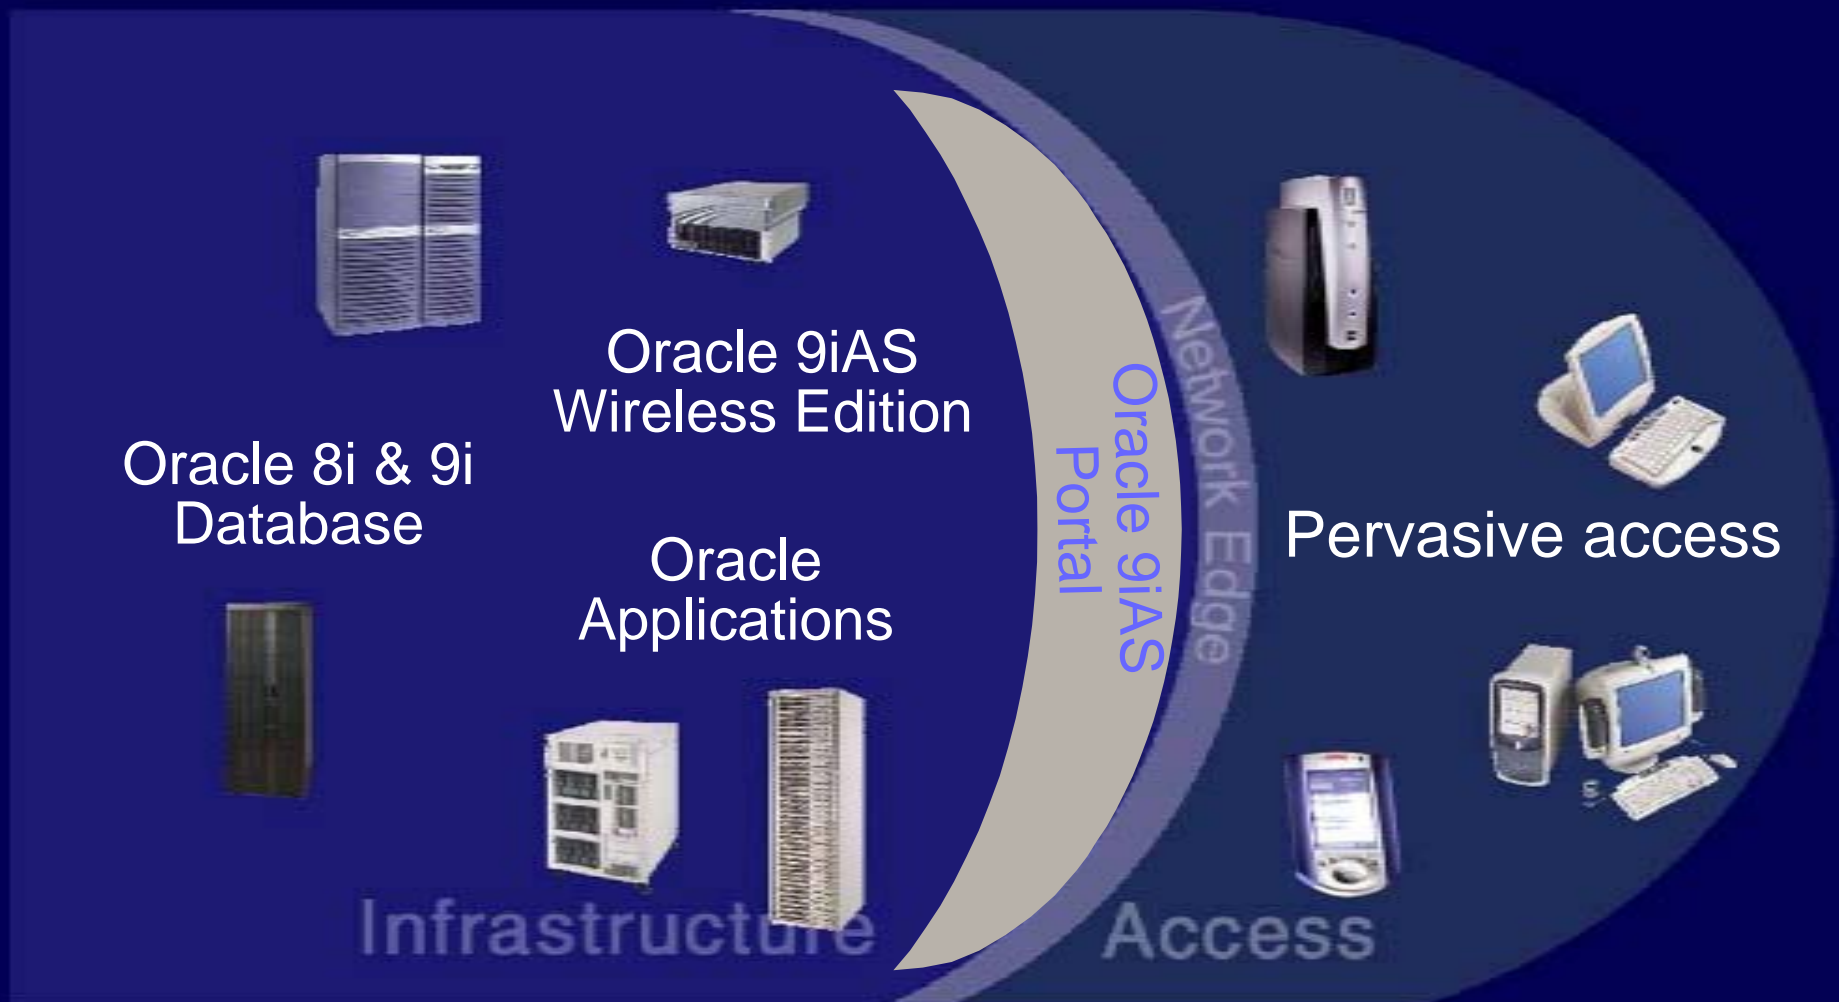 Oracle 9iAS
Wireless Edition
Oracle 8i & 9i
Database
Oracle
Applications
Oracle 9iAS
Portal
Network Edge
Pervasive access
Infrastructure
Access